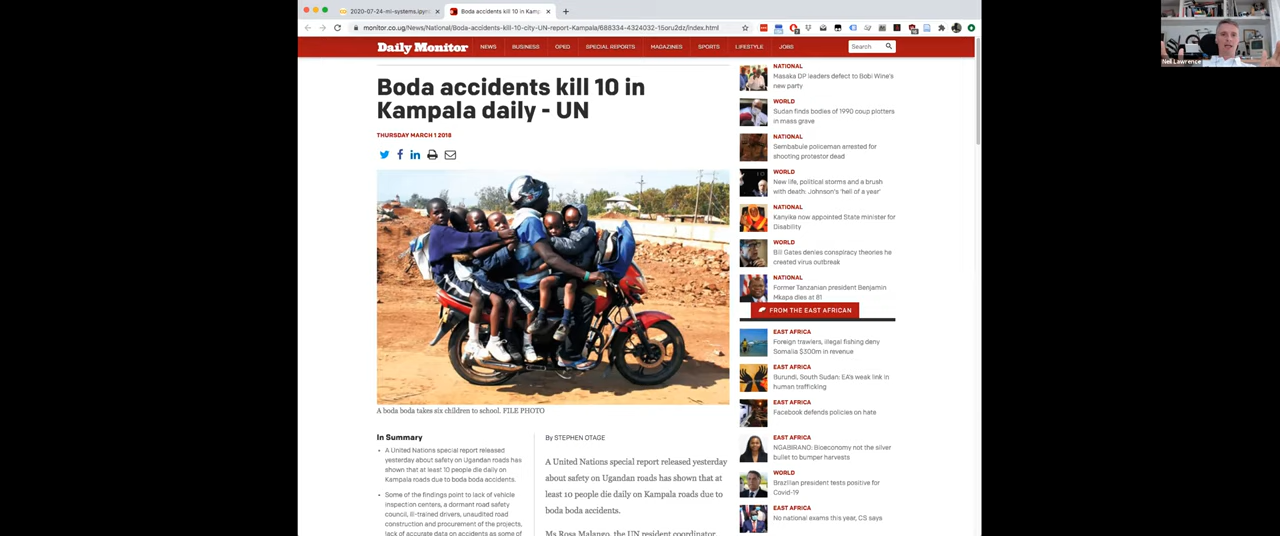 2020-07-24-ml-systems.ipynb
Boda accidents kill 10 in Kamp
monitor.co.ug/News/National/Boda-accidents-kill-10-city-UN-report-Kampala/688334-4324032-15oru2dz/index.html
Daily Monitor
NEWS
BUSINESS
OPED
SPECIAL REPORTS
MAGAZINES
SPORTS
LIFESTYLE
JOBS
Search
Neil Lawrence
Boda accidents kill 10 in
Kampala daily - UN
THURSDAY MARCH 1 2018
A boda boda takes six children to school. FILE PHOTO
In Summary
A United Nations special report released
yesterday about safety on Ugandan roads has
shown that at least 10 people die daily on
Kampala roads due to boda boda accidents.
Some of the findings point to lack of vehicle
inspection centers, a dormant road safety
council, ill-trained drivers, unaudited road
construction and procurement of the projects,
lack of accurate data on accidents as some of
By STEPHEN OTAGE
A United Nations special report released yesterday
about safety on Ugandan roads has shown that at
least 10 people die daily on Kampala roads due to
boda boda accidents.
Ms Rosa Malango, the UN resident coordinator
NATIONAL
Masaka DP leaders defect to Bobi Wine's
new party
WORLD
Sudan finds bodies of 1990 coup plotters
in mass grave
NATIONAL
Sembabule policeman arrested for
shooting protestor dead
WORLD
New life, political storms and a brush
with death: Johnson's 'hell of a year'
NATIONAL
Kanyike now appointed State minister for
Disability
WORLD
Bill Gates denies conspiracy theories he
created virus outbreak
NATIONAL
Former Tanzanian president Benjamin
Mkapa dies at 81
FROM THE EAST AFRICAN
EAST AFRICA
Foreign trawlers, illegal fishing deny
Somalia $300m in revenue
EAST AFRICA
Burundi, South Sudan: EA's weak link in
human trafficking
EAST AFRICA
Facebook defends policies on hate
EAST AFRICA
NGABIRANO: Bioeconomy not the silver
bullet to bumper harvests
WORLD
Brazilian president tests positive for
Covid-19
EAST AFRICA
No national exams this year, CS says